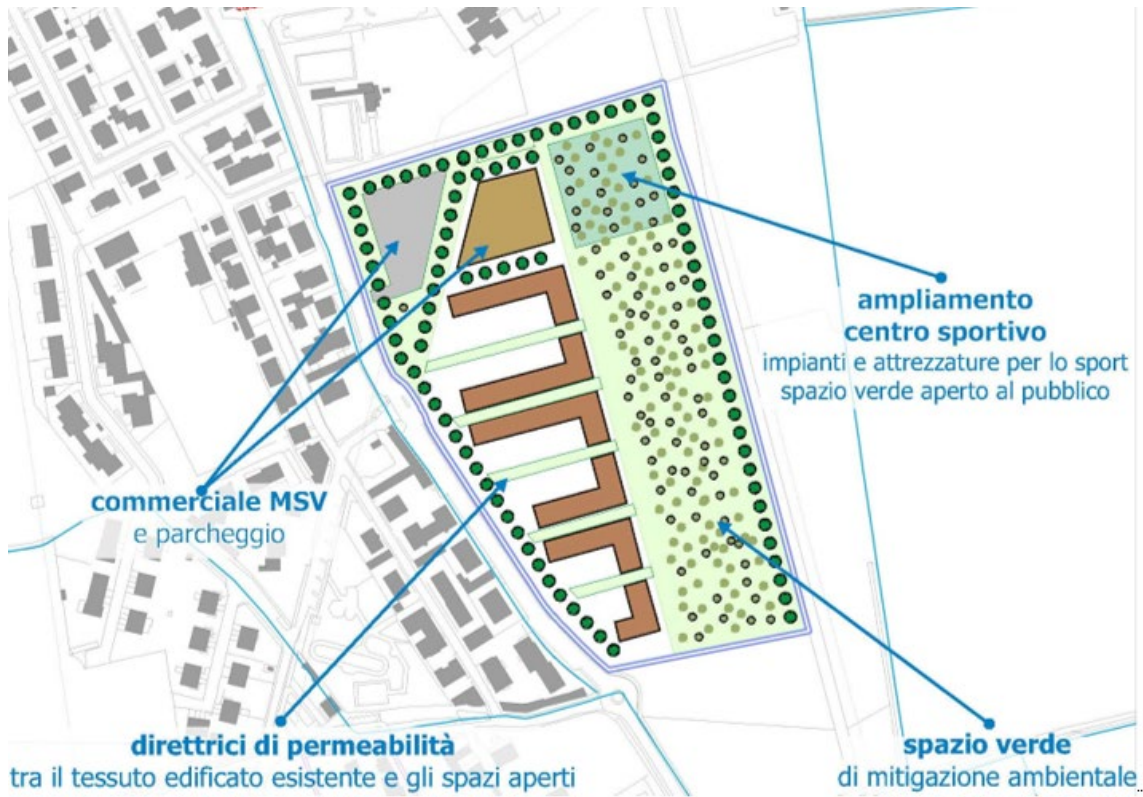 ampliamento
centro sportivo
impianti e attrezzature per lo sport
spazio verde aperto al pubblico
commerciale MSV
e parcheggio
direttrici di permeabilità
tra il tessuto edificato esistente e gli spazi aperti
spazio verde
di mitigazione ambientale